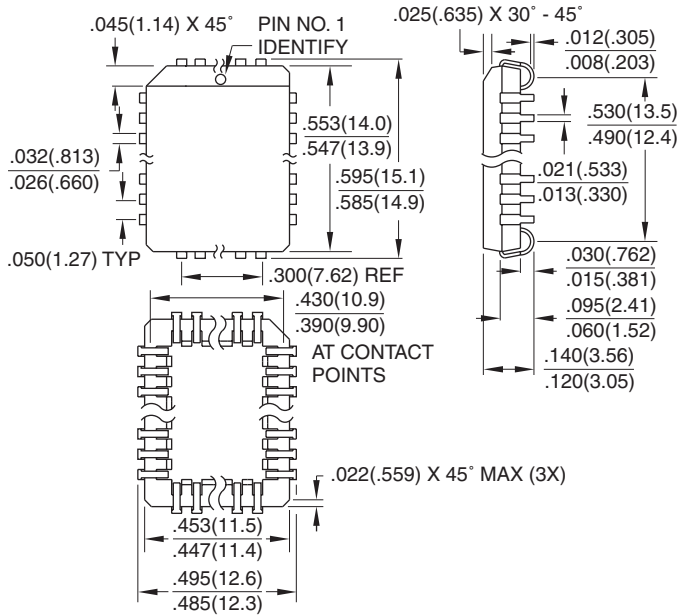 .045(1.14) X 45°
PIN NO. 1
IDENTIFY
.025(.635) X 30° - 45°
.012(.305)
.008(.203)
.553(14.0)
.547(13.9)
.530(13.5)
.490(12.4)
.032(.813)
.026(.660)
.595(15.1)
.585(14.9)
.021(.533)
.013(.330)
.050(1.27) TYP
.300(7.62) REF
.030(.762)
.015(.381)
.430(10.9)
.390(9.90)
AT CONTACT
POINTS
.095(2.41)
.060(1.52)
.140(3.56)
.120(3.05)
.022(.559) X 45° MAX (3X)
.453(11.5)
.447(11.4)
.495(12.6)
.485(12.3)